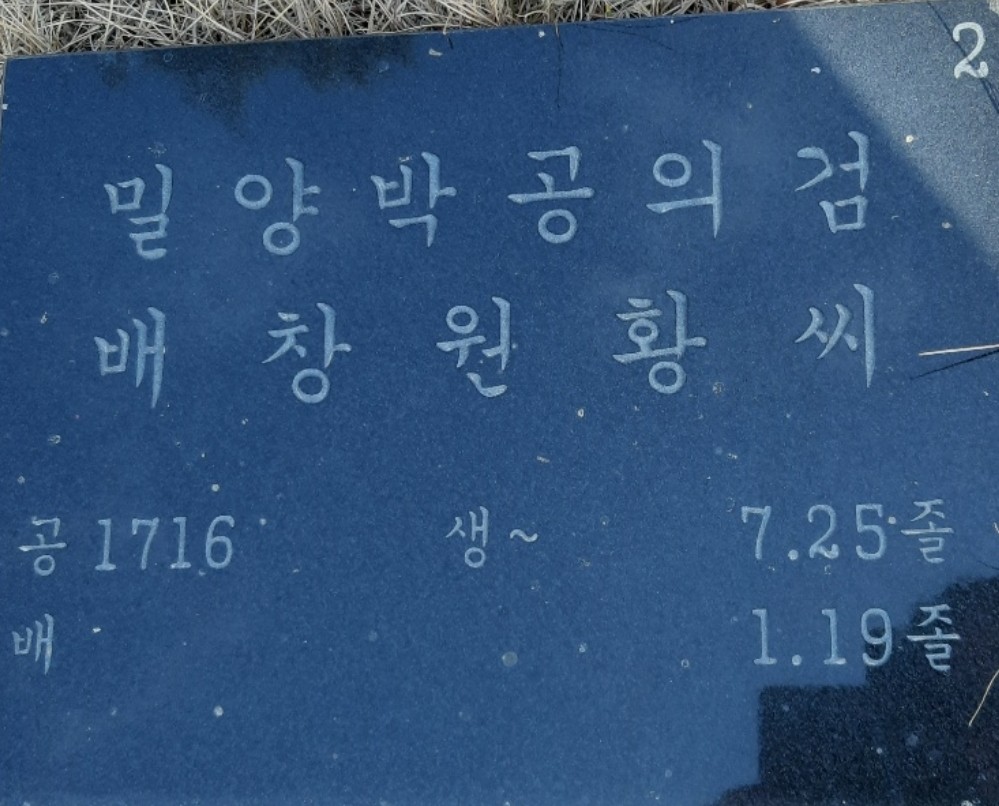 2
밀양박공의검
배창원황씨
공 1716 생~ 7.25 졸
배 1.19 졸